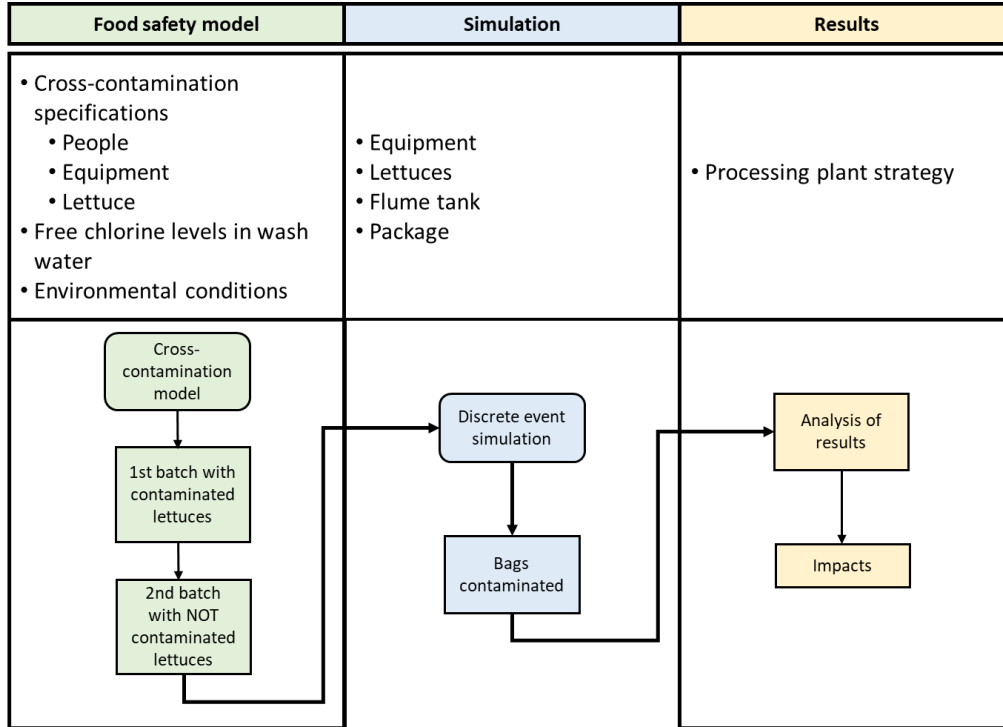 Food safety model
Simulation
Results
• Cross-contamination
specifications
• People
• Equipment
• Lettuce
• Free chlorine levels in wash
water
• Environmental conditions
• Equipment
• Lettuces
• Flume tank
• Package
• Processing plant strategy
Cross-
contamination
model
1st batch with
contaminated
lettuces
2nd batch
with NOT
contaminated
lettuces
Discrete event
simulation
Bags
contaminated
Analysis of
results
Impacts